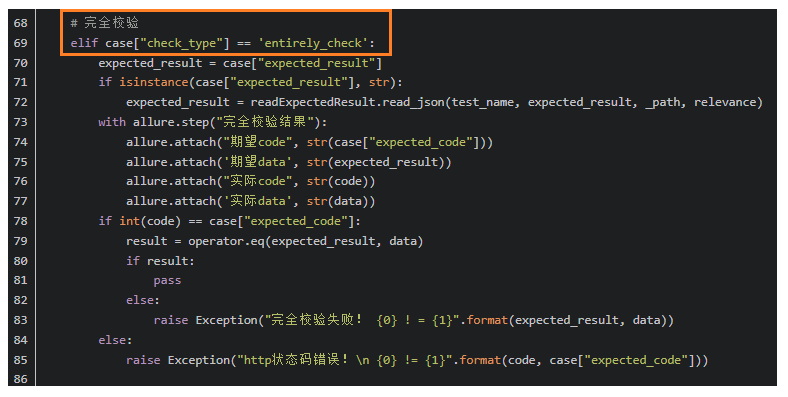 68 # 完全校验
69 elif case["check_type"] == 'entirely_check':
70 expected_result = case["expected_result"]
71 if isinstance(case["expected_result"], str):
72 expected_result = readExpectedResult.read_json(test_name, expected_result, _path, relevance)
73 with allure.step("完全校验结果"):
74 allure.attach("期望code", str(case["expected_code"]))
75 allure.attach('期望data', str(expected_result))
76 allure.attach("实际code", str(code))
77 allure.attach('实际data', str(data))
78 if int(code) == case["expected_code"]:
79 result = operator.eq(expected_result, data)
80 if result:
81 pass
82 else:
83 raise Exception("完全校验失败！ {0} ! = {1}".format(expected_result, data))
84 else:
85 raise Exception("http状态码错误！\n {0} != {1}".format(code, case["expected_code"]))
86